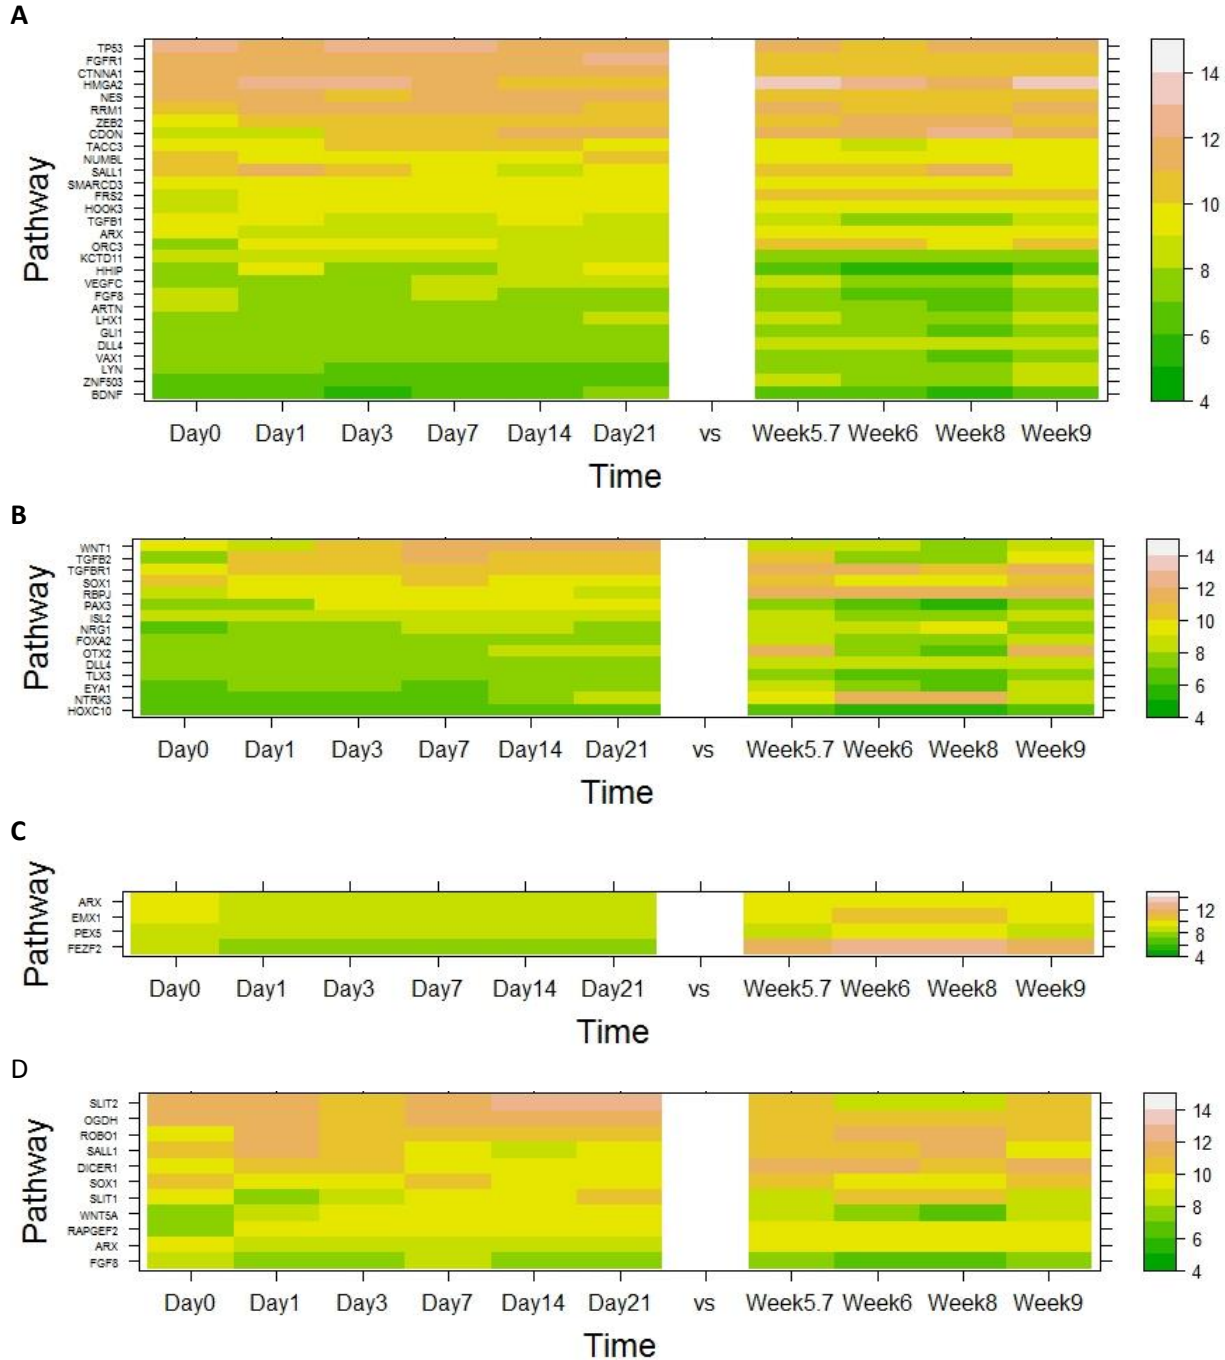 A
Pathway
TP53
FGFR1
CTNNA1
HMGA2
NES
RRM1
ZEB2
CDON
TACC3
NUMBL
SALL1
SMARCD3
FRS2
HOOK3
TGFB1
ARX
ORC3
KCTD11
HHIP
VEGFC
FGF8
ARTN
LHX1
GLI1
DLL4
VAX1
LYN
ZNF503
BDNF
14
12
10
8
6
4
Day0 Day1 Day3 Day7 Day14 Day21 vs Week5.7 Week6 Week8 Week9
Time
B
Pathway
WNT1
TGFB2
TGFBR1
SOX1
RBPJ
PAX3
ISL2
NRG1
FOXA2
OTX2
DLL4
TLX3
EYA1
NTRK3
HOXC10
14
12
10
8
6
4
Day0 Day1 Day3 Day7 Day14 Day21 vs Week5.7 Week6 Week8 Week9
Time
C
Pathway
ARX
EMX1
PEX5
FEZF2
12
8
4
Day0 Day1 Day3 Day7 Day14 Day21 vs Week5.7 Week6 Week8 Week9
Time
D
Pathway
SLIT2
OGDH
ROBO1
SALL1
DICER1
SOX1
SLIT1
WNT5A
RAPGEF2
ARX
FGF8
14
12
10
8
6
4
Day0 Day1 Day3 Day7 Day14 Day21 vs Week5.7 Week6 Week8 Week9
Time